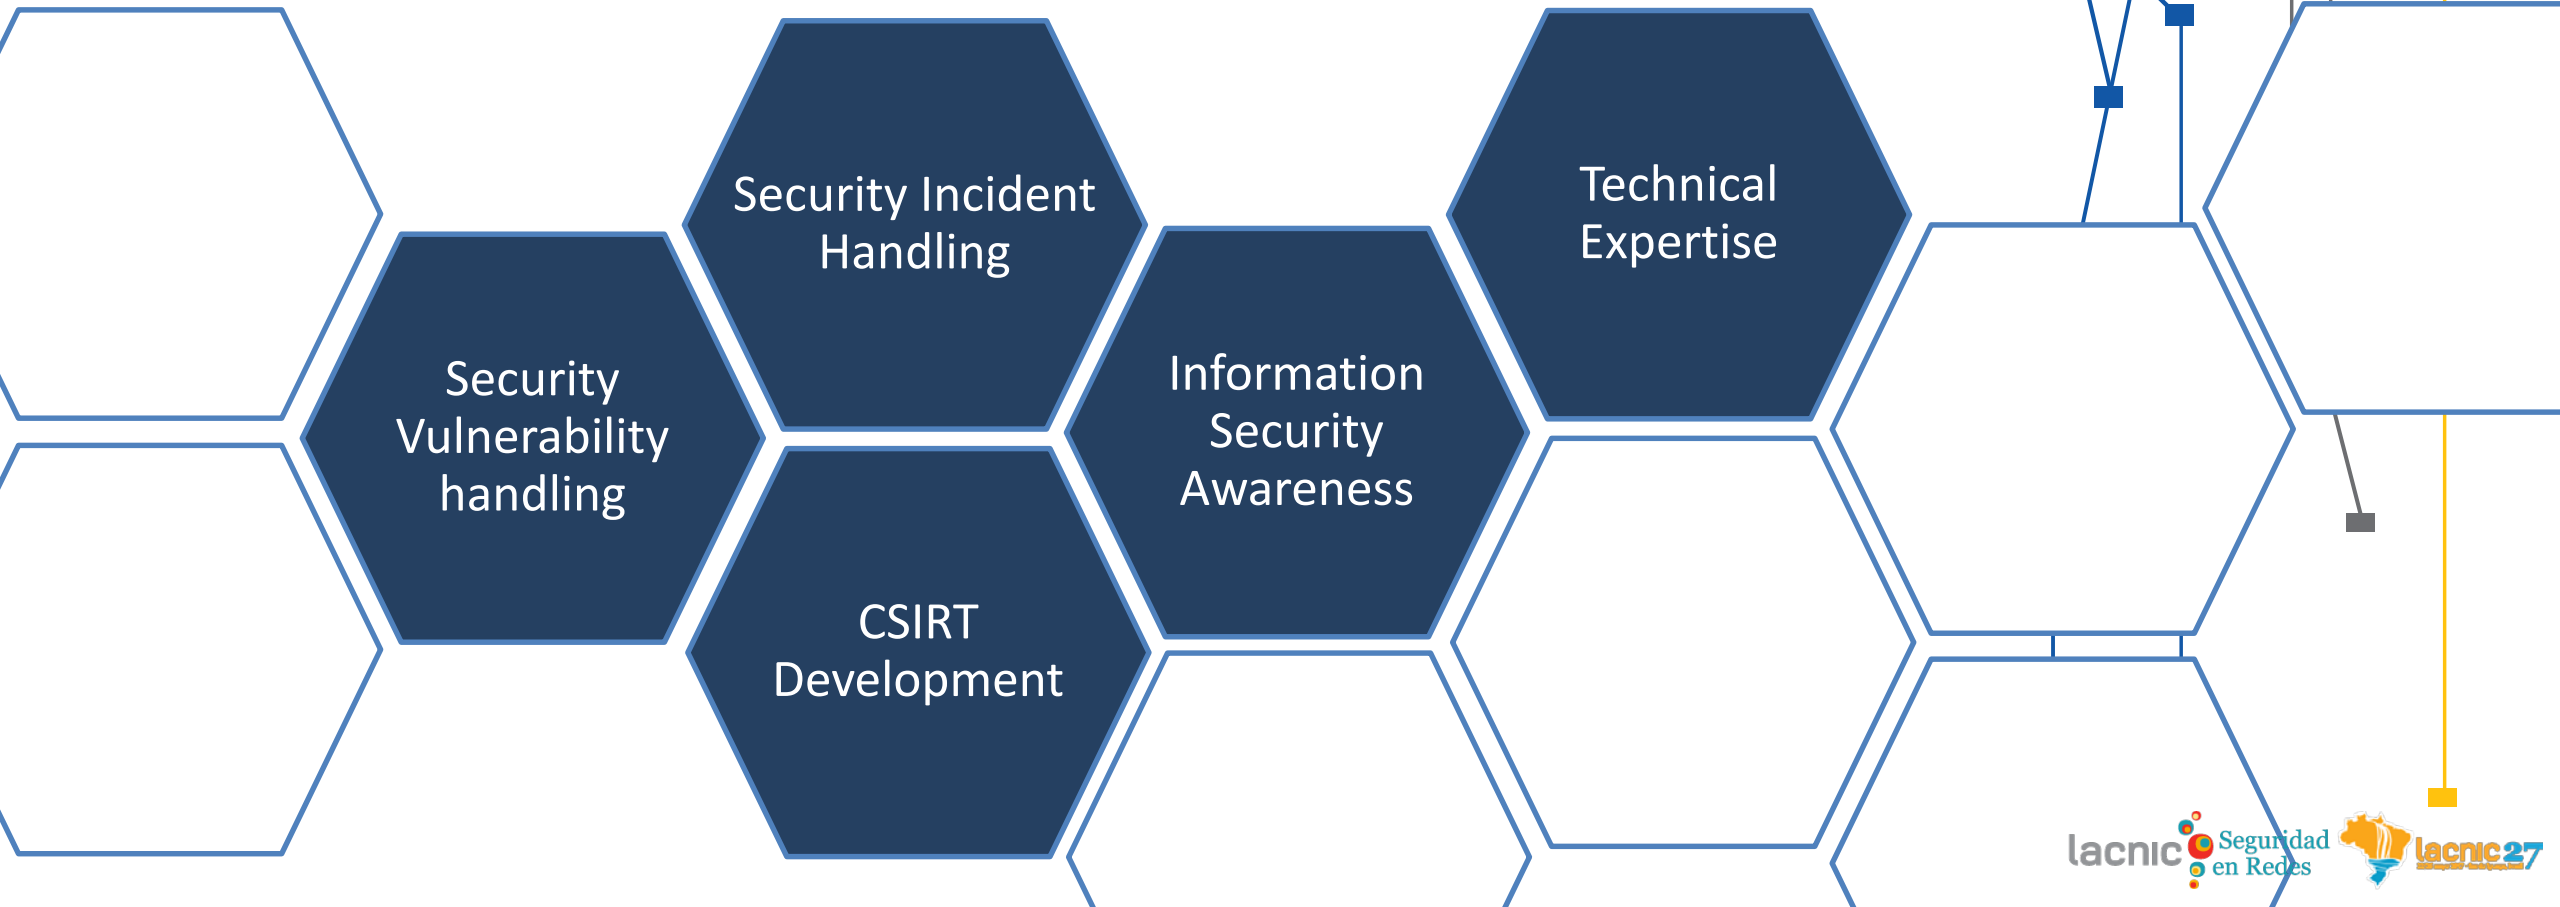 Security Incident
Handling
Technical
Expertise
Security
Vulnerability
handling
Information
Security
Awareness
CSIRT
Development
lacnic
Seguridad
en Redes
lacnic27